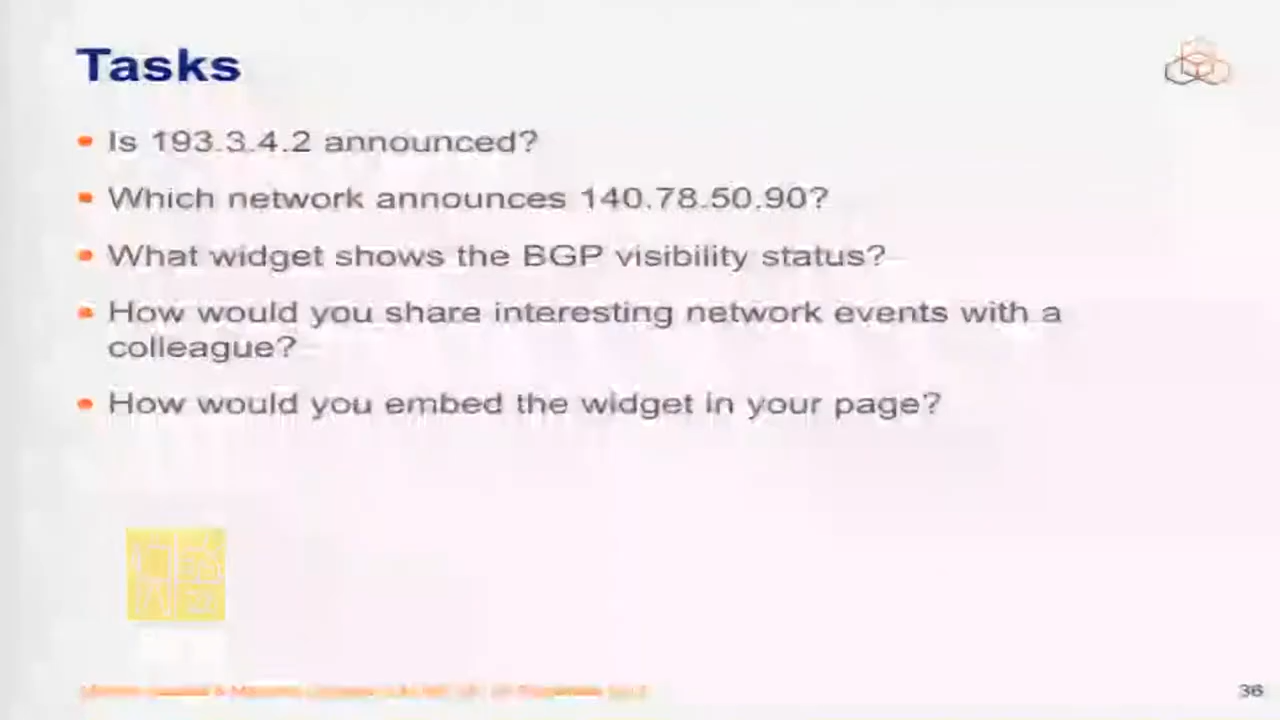 Tasks
Is 193.3.4.2 announced?
Which network announces 140.78.50.90?
What widget shows the BGP visibility status?
How would you share interesting network events with a
colleague?
How would you embed the widget in your page?
36